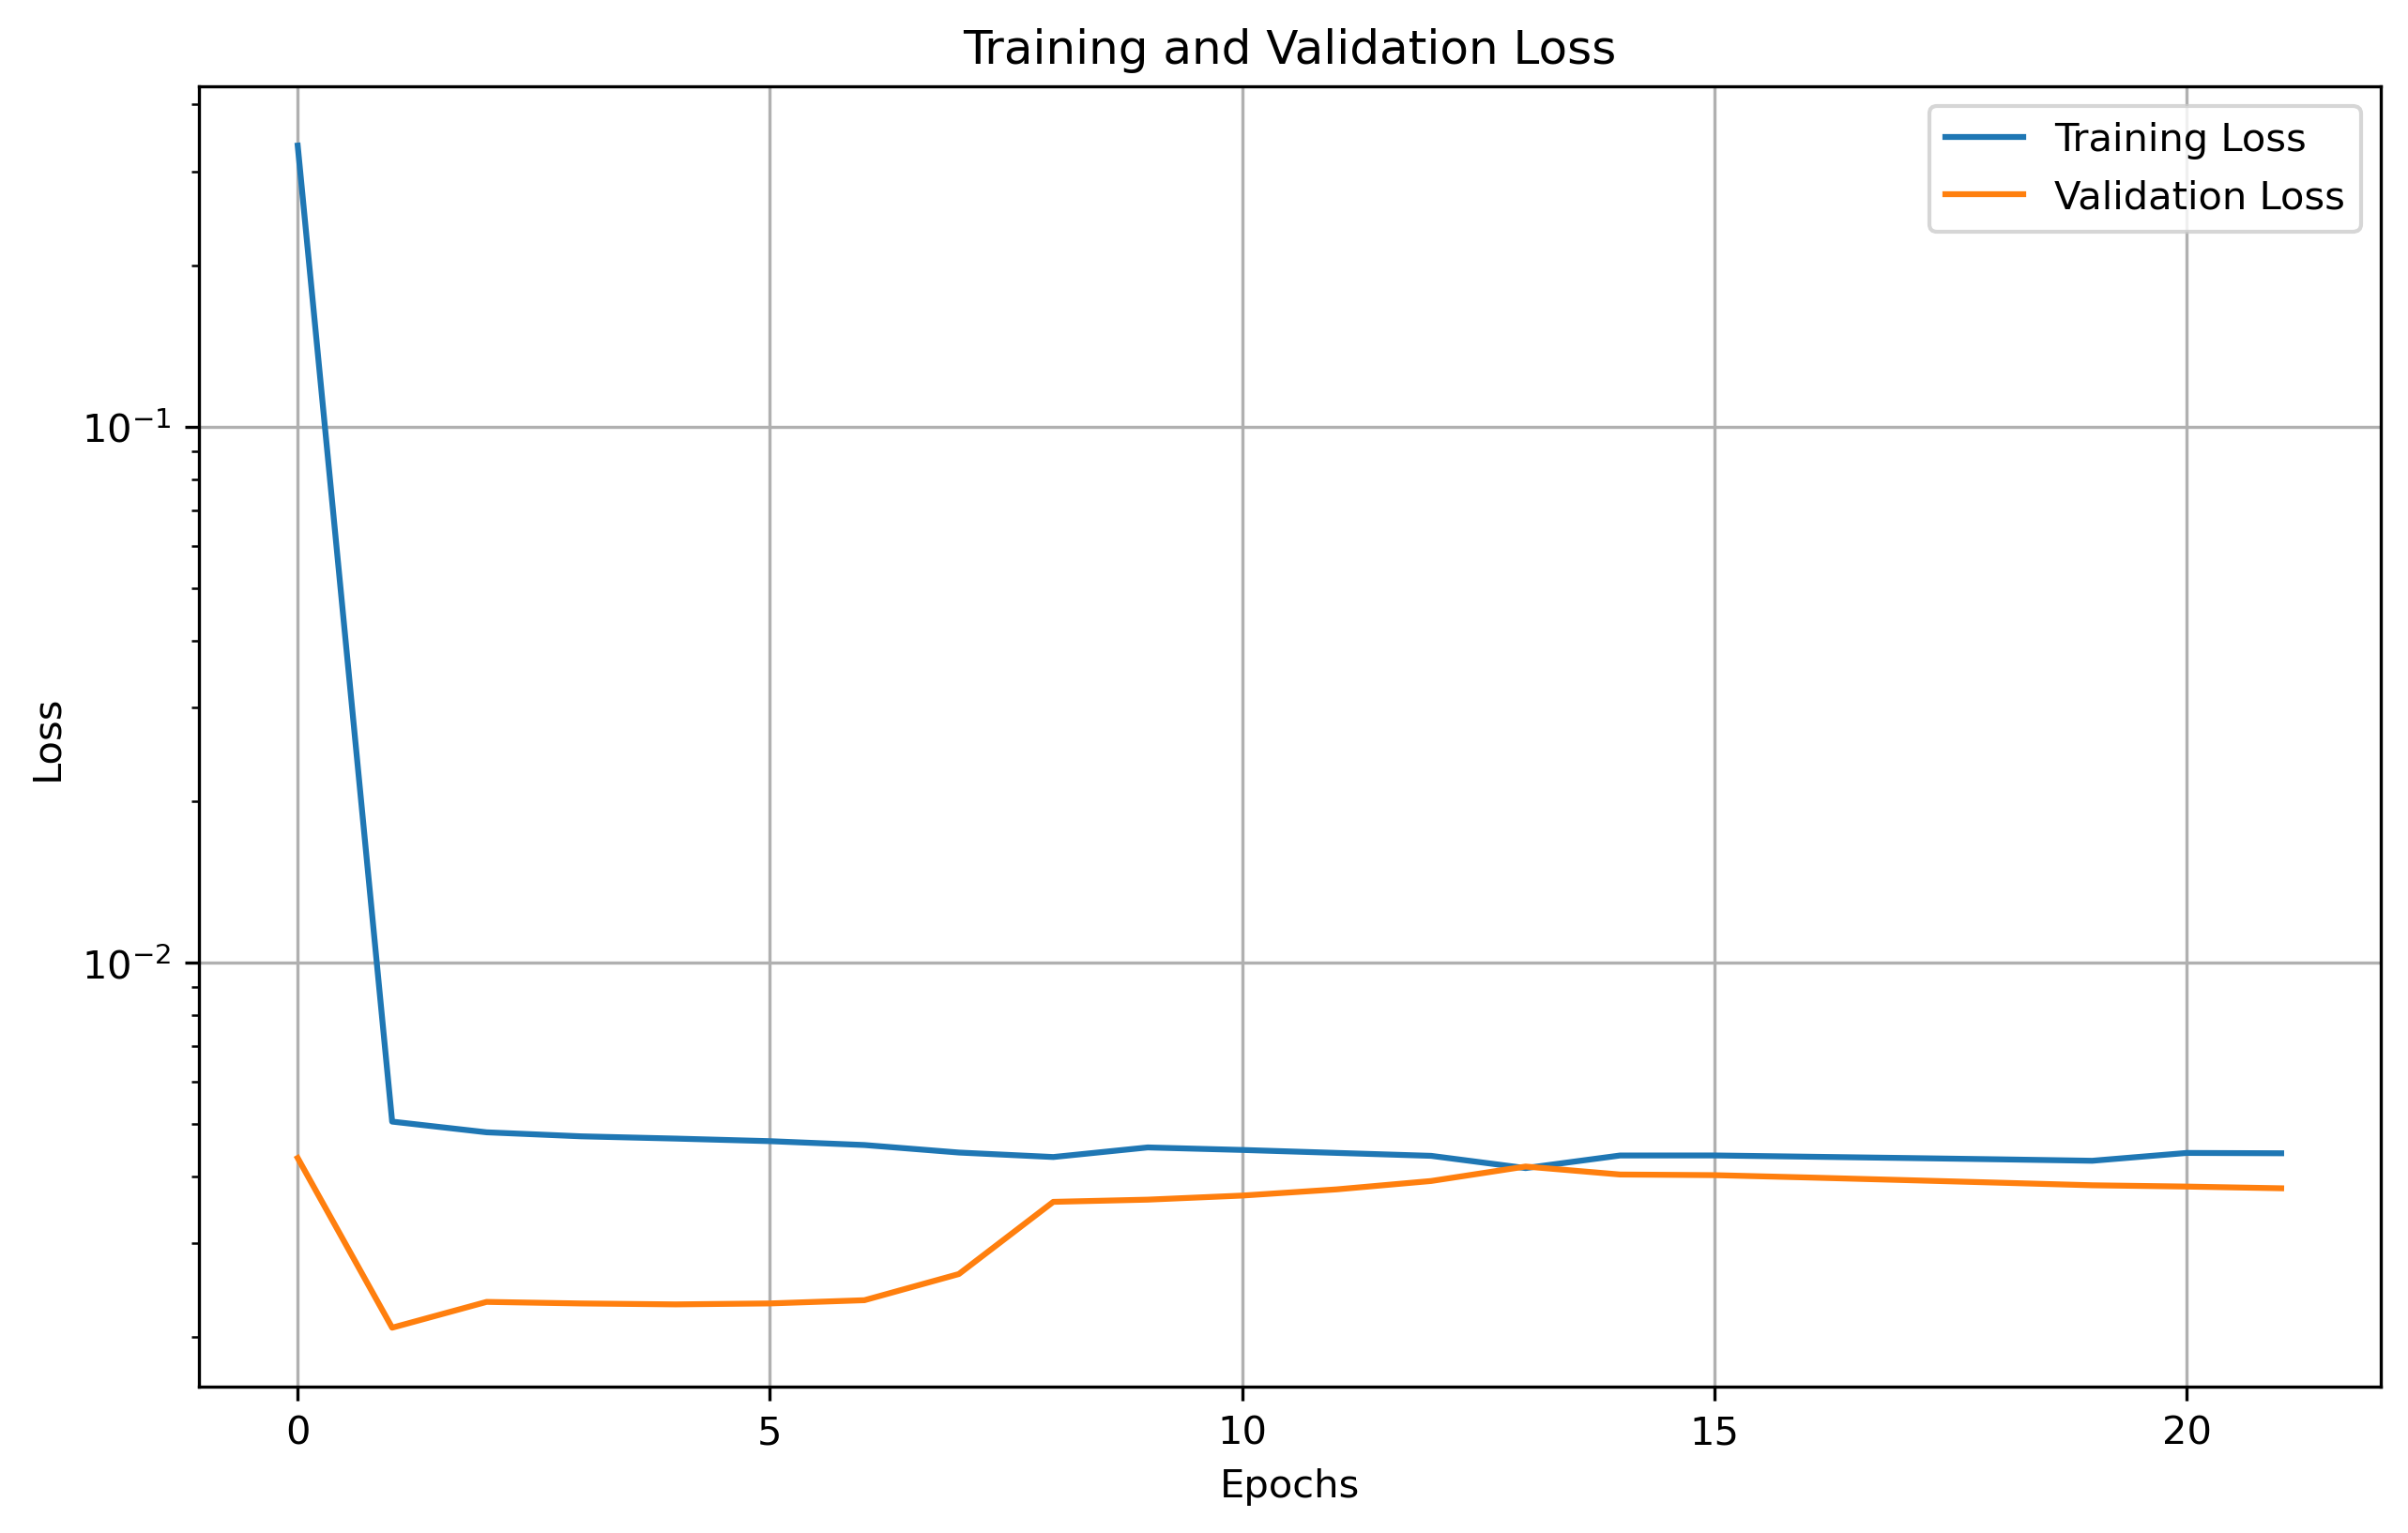 Training and Validation Loss
Training Loss
Validation Loss
10⁻¹
10⁻²
Loss
0 5 10 15 20
Epochs